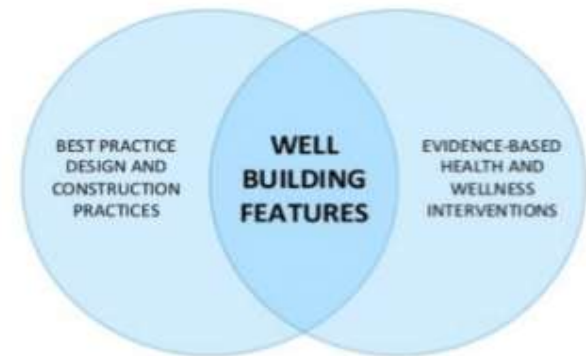 BEST PRACTICE
DESIGN AND
CONSTRUCTION
PRACTICES
WELL
BUILDING
FEATURES
EVIDENCE-BASED
HEALTH AND
WELLNESS
INTERVENTIONS